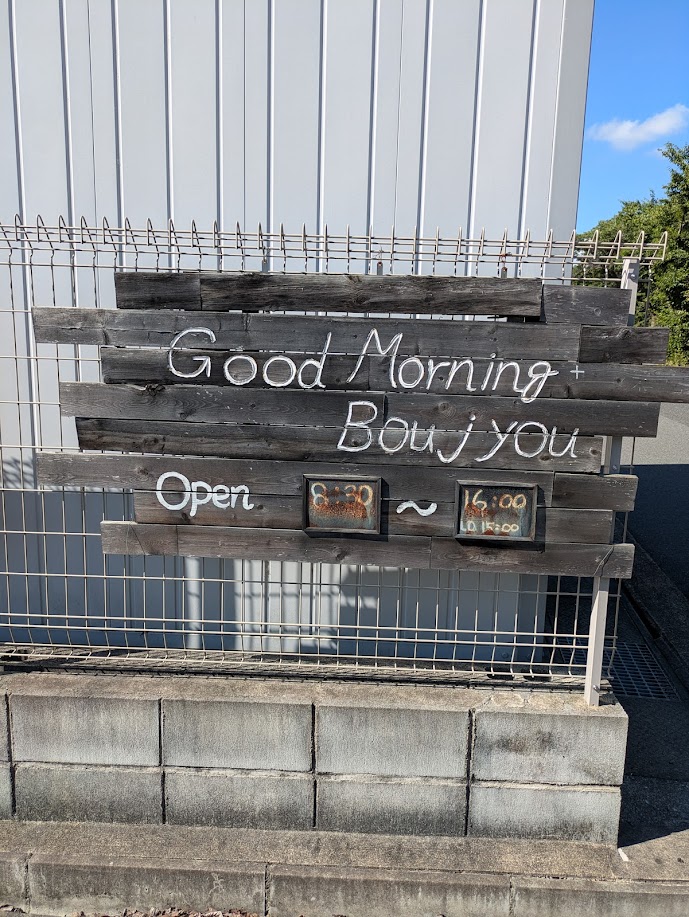 Good Morning+
Boujyou
Open 8:30 ~ 16:00
L.O.15:00